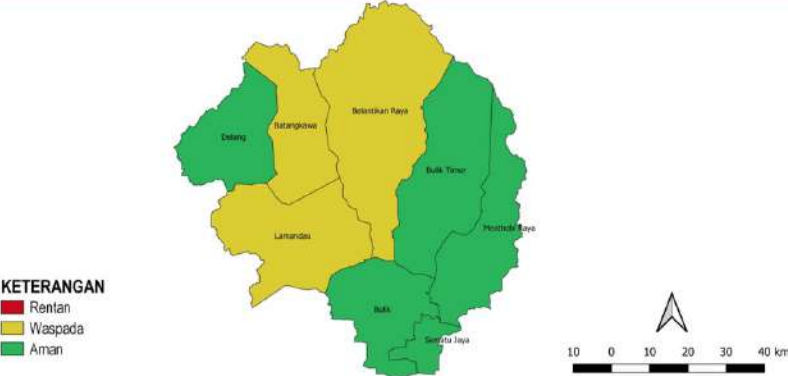 Belantikan Raya
Batangkawa
Delang
Bulik Timur
Menthobi Raya
Lamandau
Bulik
Sematu Jaya
KETERANGAN
Rentan
Waspada
Aman
10 0 10 20 30 40 km